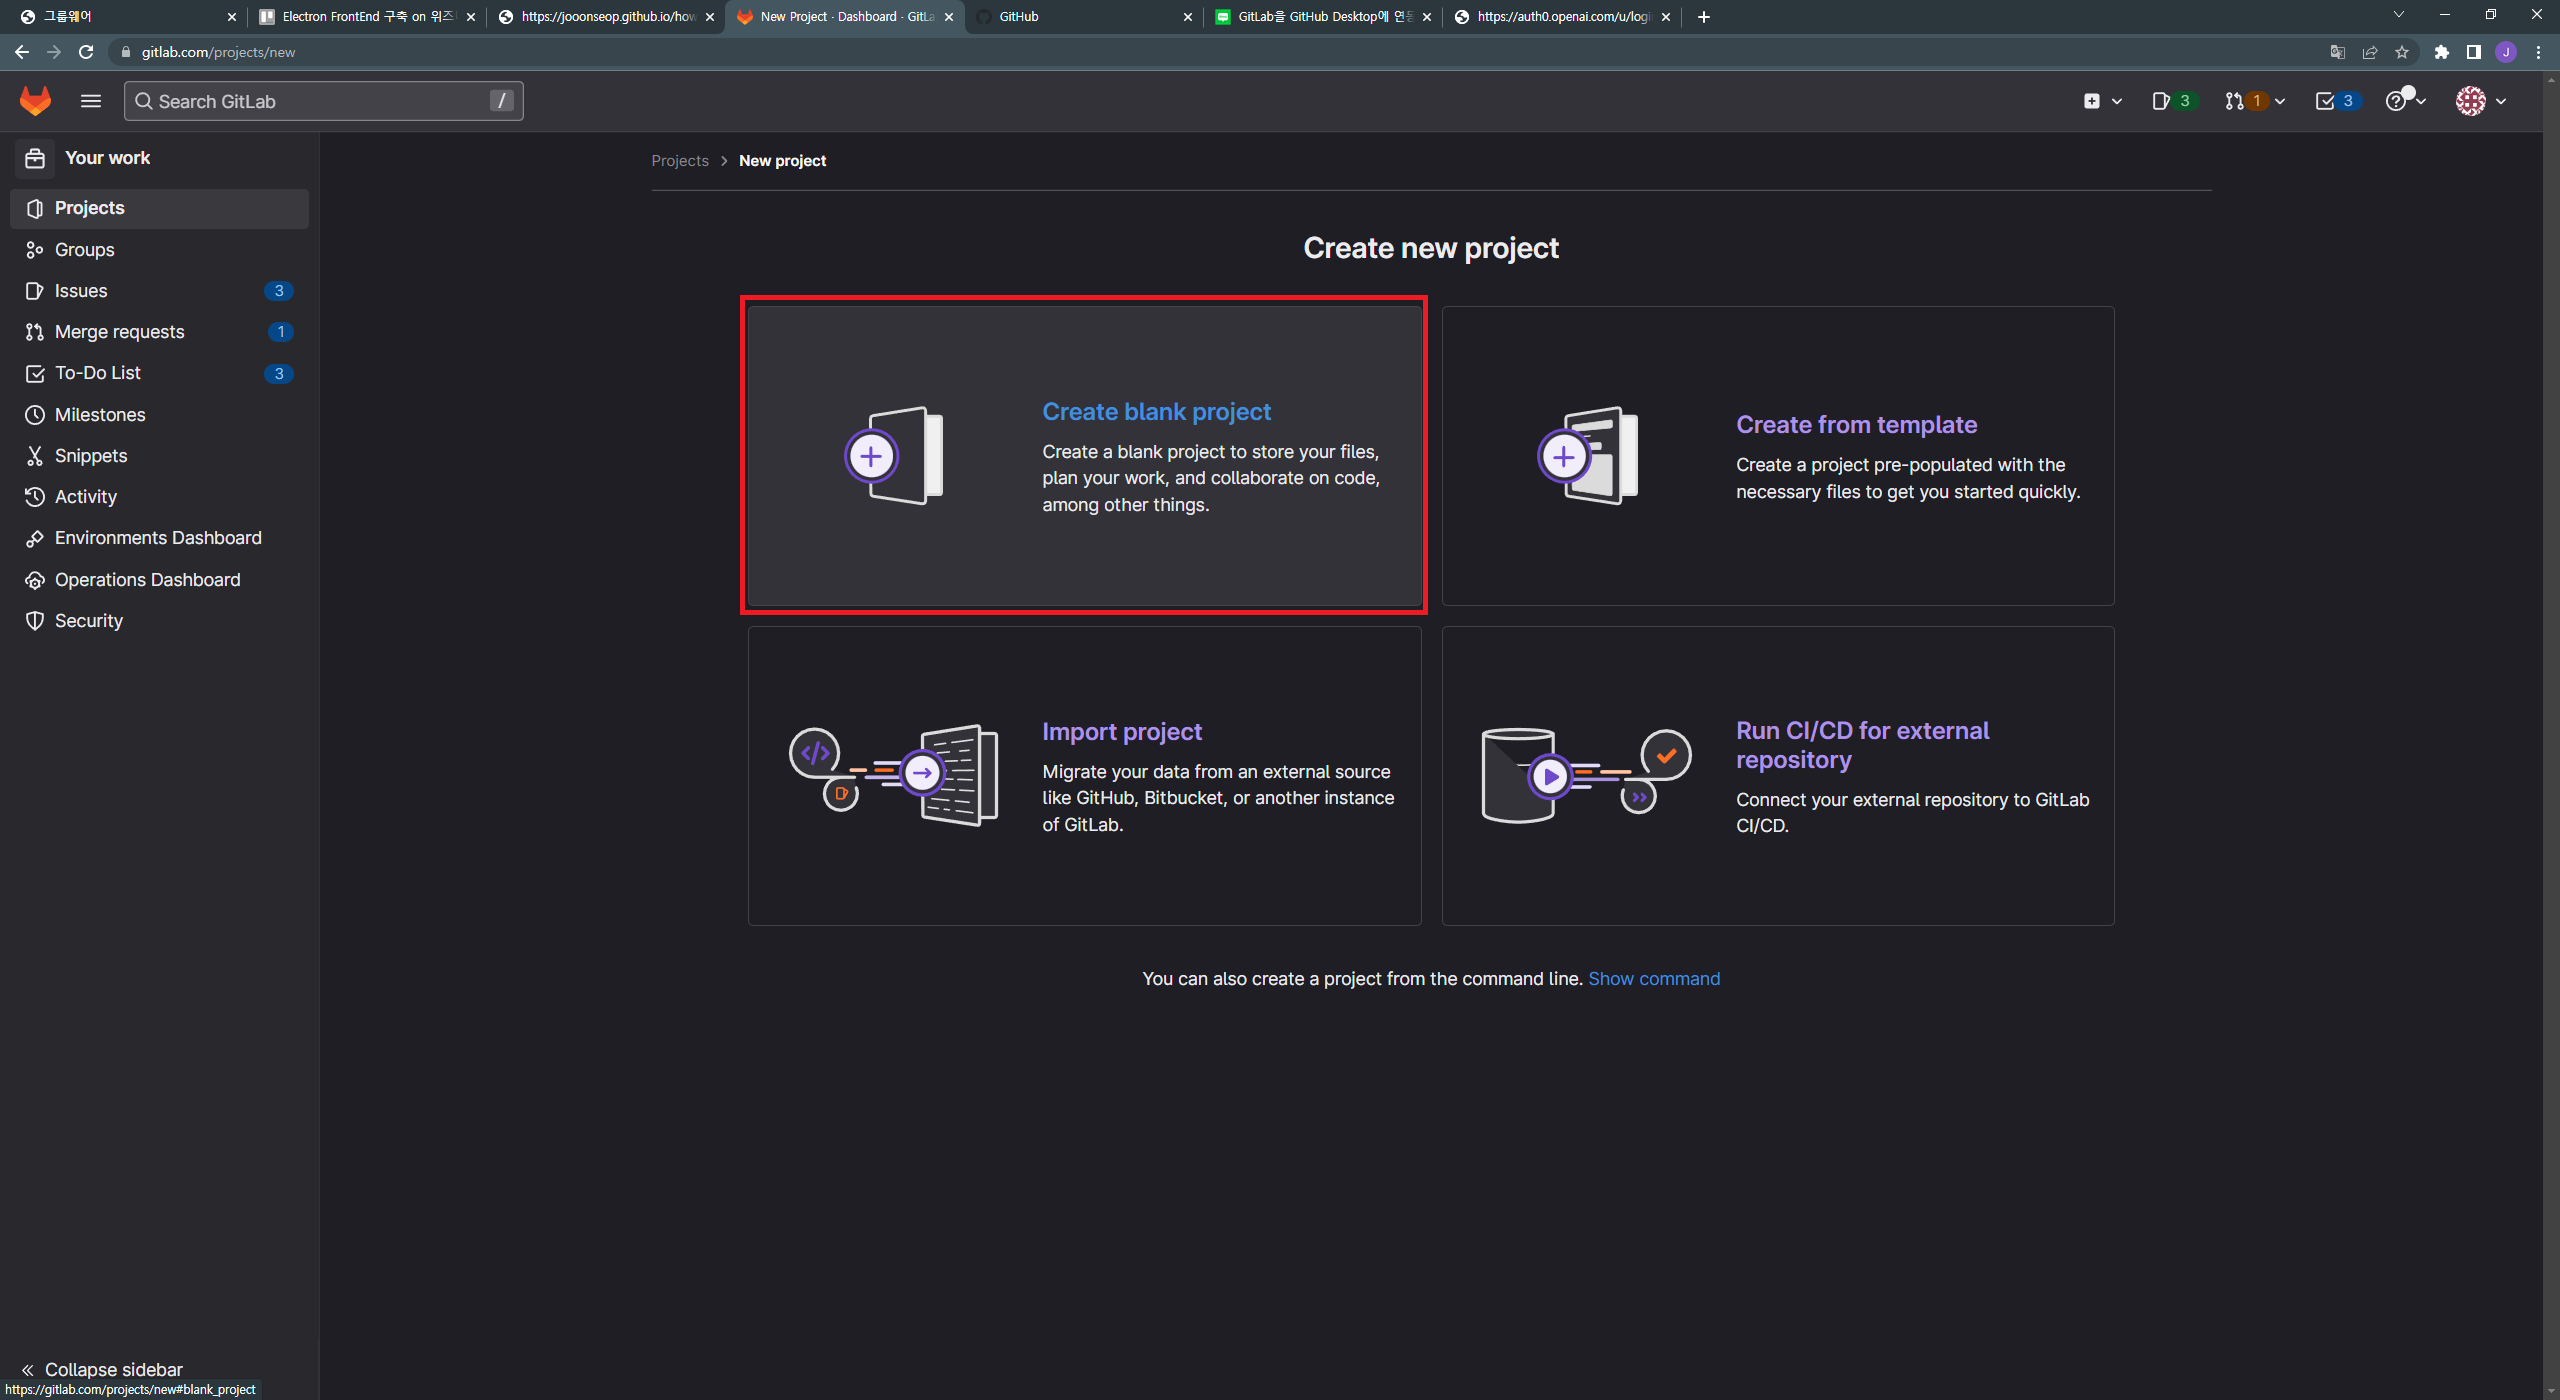 그룹웨어
Electron FrontEnd 구축 on 위즈
https://jooonseop.github.io/how
New Project · Dashboard · GitLa
GitHub
GitLab을 GitHub Desktop에 연동
https://auth0.openai.com/u/logi
gitlab.com/projects/new
J
Search GitLab
/
3
1
3
Your work
Projects
Groups
Issues 3
Merge requests 1
To-Do List 3
Milestones
Snippets
Activity
Environments Dashboard
Operations Dashboard
Security
Projects > New project
Create new project
Create blank project
Create a blank project to store your files,
plan your work, and collaborate on code,
among other things.
Create from template
Create a project pre-populated with the
necessary files to get you started quickly.
Import project
Migrate your data from an external source
like GitHub, Bitbucket, or another instance
of GitLab.
Run CI/CD for external
repository
Connect your external repository to GitLab
CI/CD.
You can also create a project from the command line. Show command
Collapse sidebar
https://gitlab.com/projects/new#blank_project